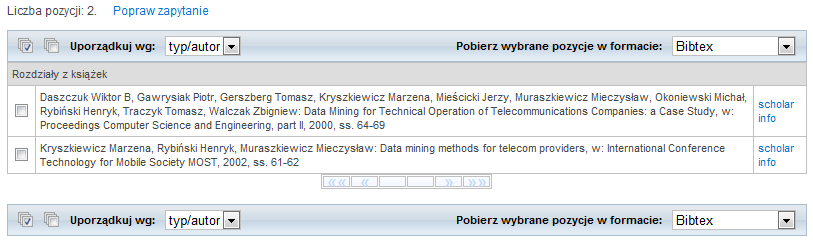 Liczba pozycji: 2. Popraw zapytanie
Uporządkuj wg: typ/autor Pobierz wybrane pozycje w formacie: Bibtex
Rozdziały z książek
Daszczuk Wiktor B, Gawrysiak Piotr, Gerszberg Tomasz, Kryszkiewicz Marzena, Mieścicki Jerzy, Muraszkiewicz Mieczysław, Okoniewski Michał,
Rybiński Henryk, Traczyk Tomasz, Walczak Zbigniew: Data Mining for Technical Operation of Telecommunications Companies: a Case Study, w:
Proceedings Computer Science and Engineering, part II, 2000, ss. 64-69
scholar
info
Kryszkiewicz Marzena, Rybiński Henryk, Muraszkiewicz Mieczysław: Data mining methods for telecom providers, w: International Conference
Technology for Mobile Society MOST, 2002, ss. 61-62
scholar
info
«« « » »»
Uporządkuj wg: typ/autor Pobierz wybrane pozycje w formacie: Bibtex